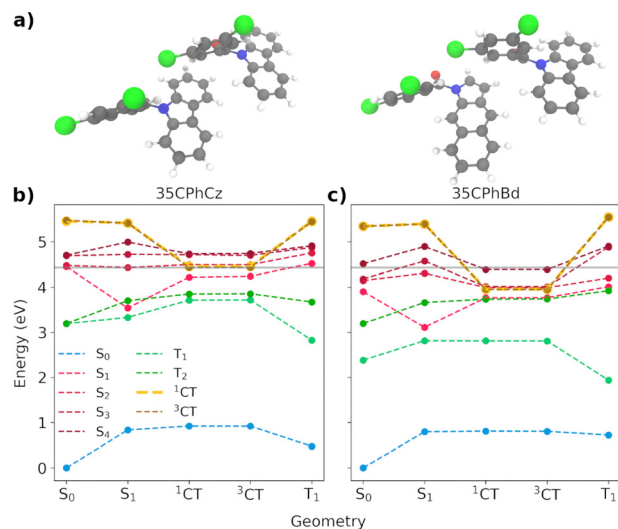 a)
b) 35CPhCz
c) 35CPhBd
Energy (eV)
5
4
3
2
1
0
S₀
S₁
S₂
S₃
S₄
T₁
T₂
¹CT
³CT
S₀ S₁ ¹CT ³CT T₁
S₀ S₁ ¹CT ³CT T₁
Geometry